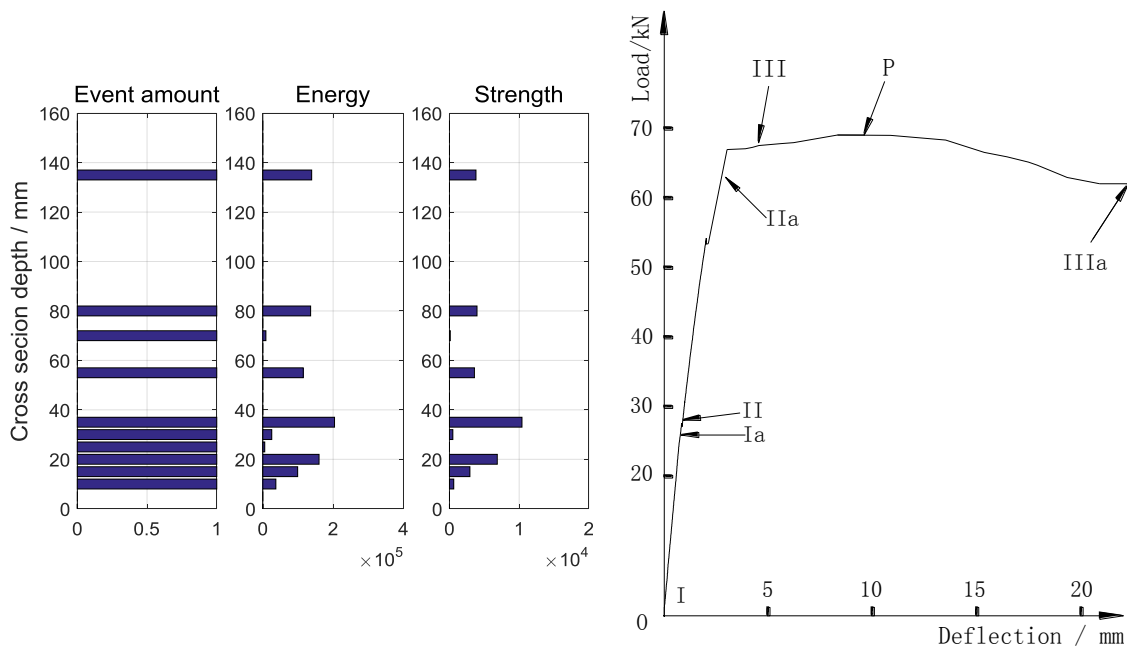 Event amount
Energy
Strength
Cross secion depth / mm
160
140
120
100
80
60
40
20
0
0 0.5 1
160
140
120
100
80
60
40
20
0
0 2 4
×10^5
160
140
120
100
80
60
40
20
0
0 1 2
×10^4
Load/kN
70
60
50
40
30
20
0
III
P
IIa
IIIa
II
Ia
I
5 10 15 20
Deflection / mm